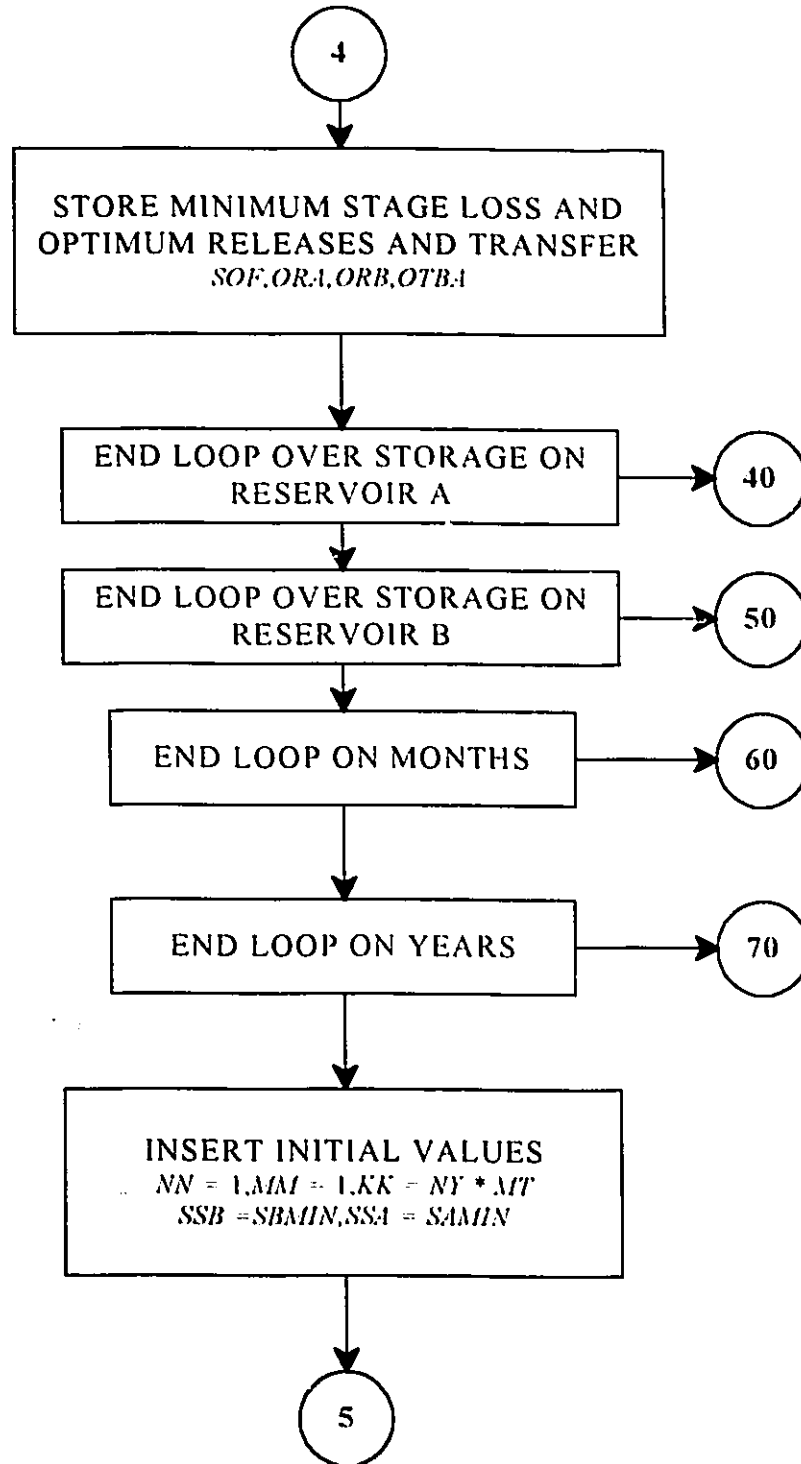 4
STORE MINIMUM STAGE LOSS AND
OPTIMUM RELEASES AND TRANSFER
SOF,ORA,ORB,OTBA
END LOOP OVER STORAGE ON
RESERVOIR A
40
END LOOP OVER STORAGE ON
RESERVOIR B
50
END LOOP ON MONTHS
60
END LOOP ON YEARS
70
INSERT INITIAL VALUES
NN = 1,MM = 1,KK = NY * MT
SSB =SBMIN,SSA = SAMIN
5